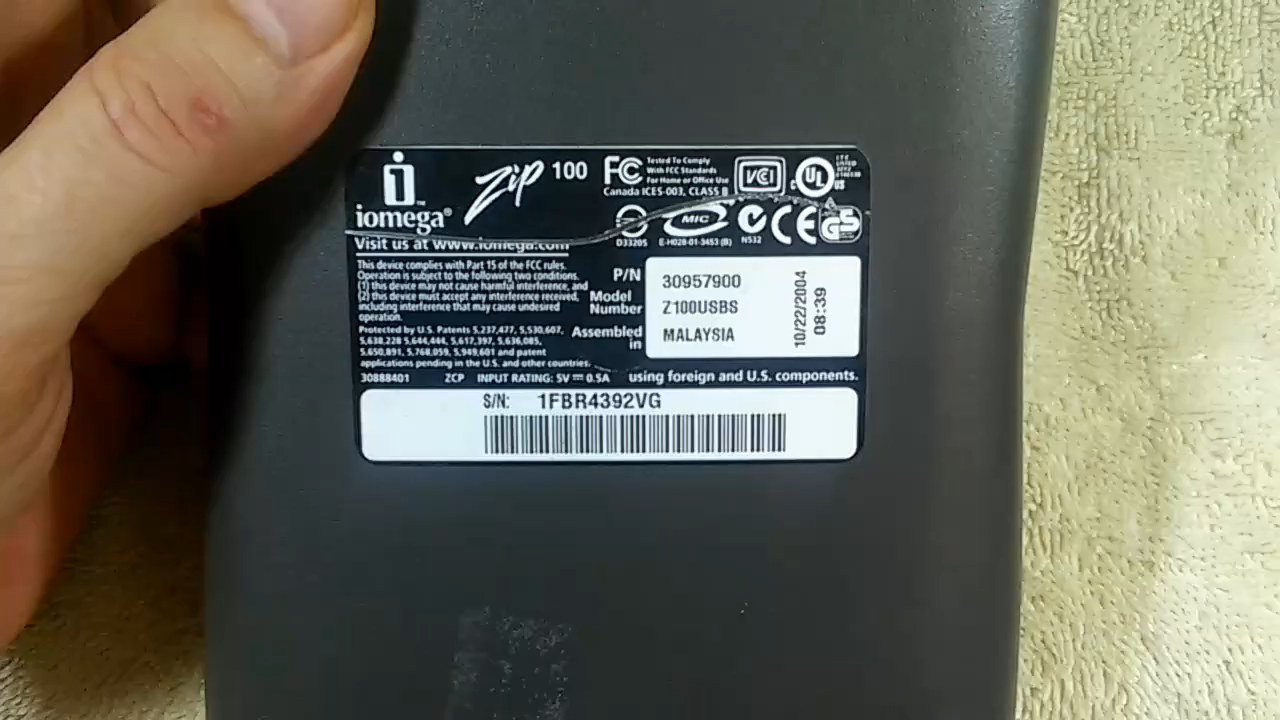 iomega®
Zip 100
FC Tested To Comply
With FCC Standards
For Home or Office Use
Canada ICES-003, CLASS B
VCI
c UL US
D33205
MIC
E-H028-01-3453 (B)
N532
CE
GS
Visit us at www.iomega.com
This device complies with Part 15 of the FCC rules.
Operation is subject to the following two conditions.
(1) this device may not cause harmful interference, and
(2) this device must accept any interference received,
including interference that may cause undesired
operation.
Protected by U.S. Patents 5,237,477, 5,530,607,
5,638,228 5,644,444, 5,617,397, 5,636,085,
5,650,891, 5,768,059, 5,949,601 and patent
applications pending in the U.S. and other countries.
P/N 30957900
Model Number Z100USBS
Assembled in MALAYSIA
10/22/2004
08:39
30888401 ZCP INPUT RATING: 5V 0.5A using foreign and U.S. components.
S/N: 1FBR4392VG